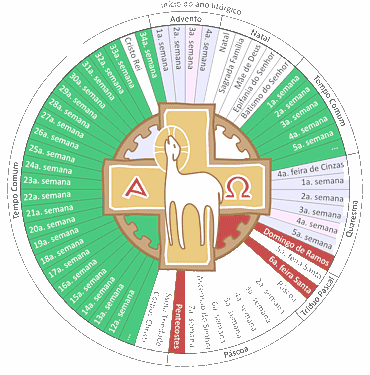 Início do ano litúrgico
Advento
1a. semana
2a. semana
3a. semana
4a. semana
Natal
Natal
Sagrada Família
Mãe de Deus
Epifania do Senhor
Batismo do Senhor
Tempo Comum
1a. semana
2a. semana
3a. semana
4a. semana
5a. semana
...
Quaresma
4a. feira de Cinzas
1a. semana
2a. semana
3a. semana
4a. semana
5a. semana
Domingo de Ramos
5a. feira Santa
6a. feira Santa
Tríduo Pascal
Páscoa
Páscoa
2a. semana
3a. semana
4a. semana
5a. semana
6a. semana
Ascensão do Senhor
Pentecostes
Santa Trindade
Corpus Christi
Tempo Comum
...
12a. semana
13a. semana
14a. semana
15a. semana
16a. semana
17a. semana
18a. semana
19a. semana
20a. semana
21a. semana
22a. semana
23a. semana
24a. semana
25a. semana
26a. semana
27a. semana
28a. semana
29a. semana
30a. semana
31a. semana
32a. semana
33a. semana
Cristo Rei
34a. semana
Α
Ω